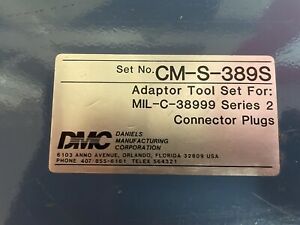 Set No. CM-S-389S
Adaptor Tool Set For:
MIL-C-38999 Series 2
Connector Plugs
DMC DANIELS
MANUFACTURING
CORPORATION
6103 ANNO AVENUE, ORLANDO, FLORIDA 32809 USA
PHONE 407 855-6161 TELEX 564321